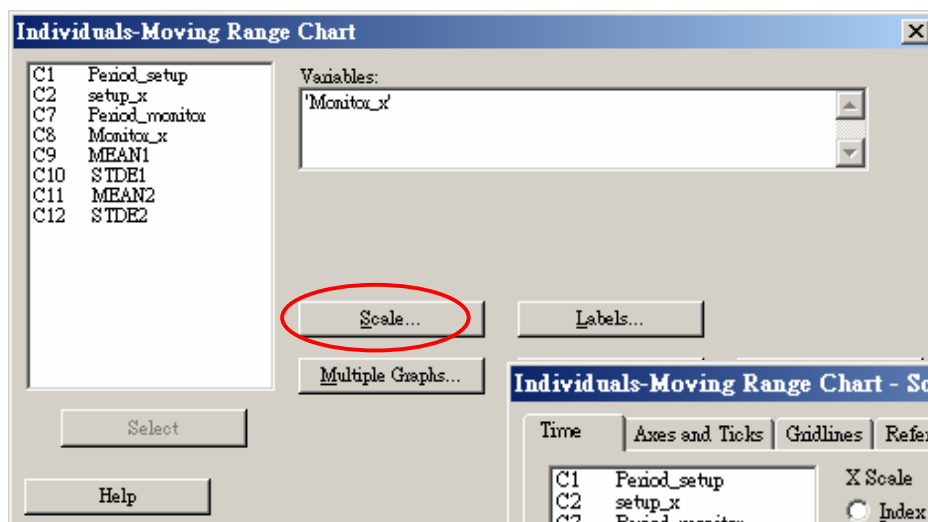 Individuals-Moving Range Chart
C1 Period_setup
C2 setup_x
C7 Period_monitor
C8 Monitor_x
C9 MEAN1
C10 STDE1
C11 MEAN2
C12 STDE2
Variables:
'Monitor_x'
Scale...
Labels...
Multiple Graphs...
Select
Help
Individuals-Moving Range Chart - Sc
Time
Axes and Ticks
Gridlines
Refer
C1 Period_setup
C2 setup_x
C7 Period_monitor
X Scale
Index